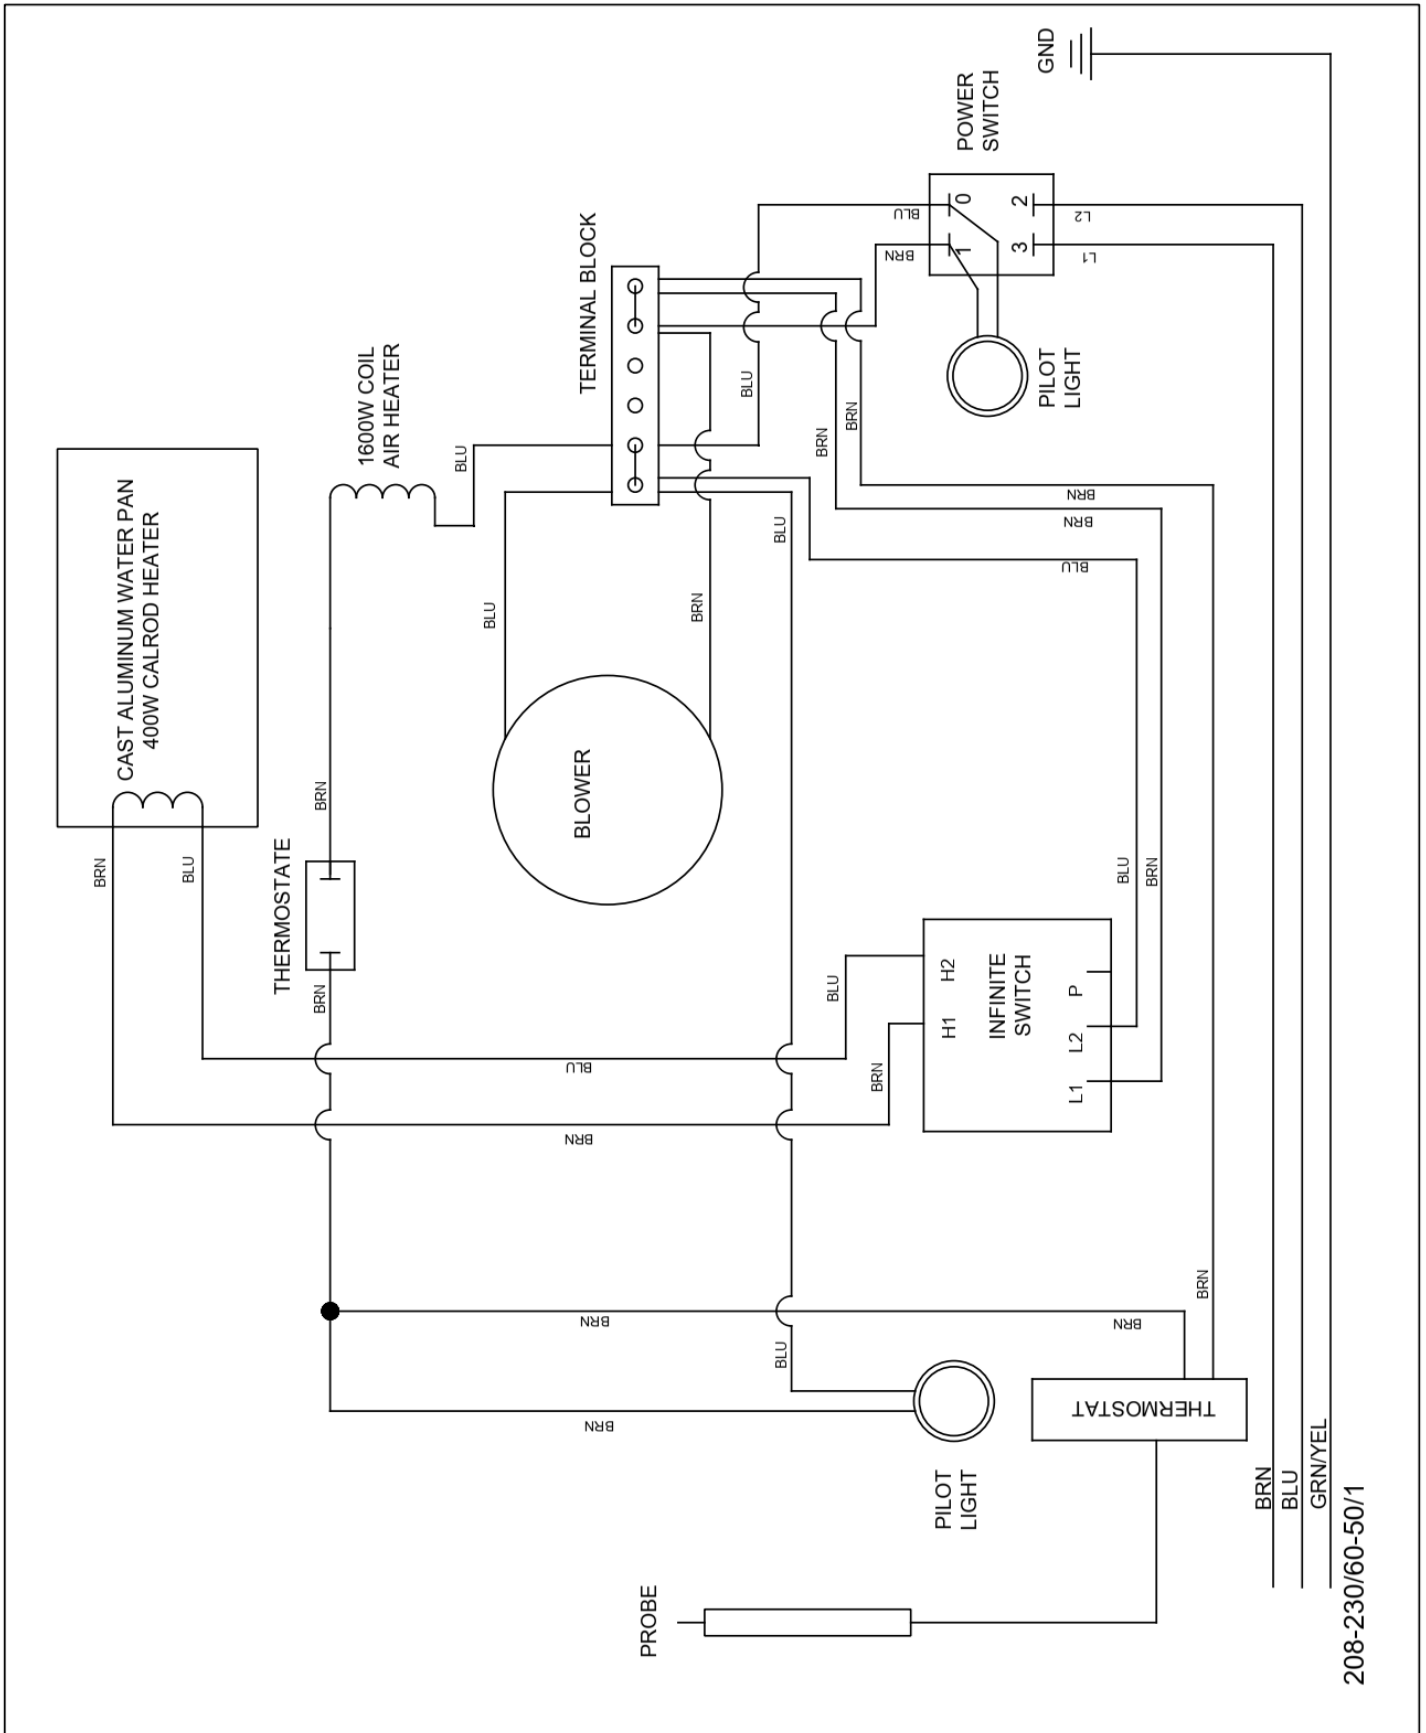 CAST ALUMINUM WATER PAN
400W CALROD HEATER
BRN
BLU
THERMOSTATE
BRN
BRN
1600W COIL
AIR HEATER
BLU
TERMINAL BLOCK
BLU
BRN
BLOWER
BLU
BLU
BRN
BRN
POWER
SWITCH
GND
BLU
BRN
0
1
2
3
L2
L1
PILOT
LIGHT
BRN
BRN
BLU
BLU
BRN
BLU
BRN
BLU
BRN
H2
H1
INFINITE
SWITCH
P
L2
L1
BLU
BRN
BRN
BRN
BRN
BLU
BRN
PILOT
LIGHT
THERMOSTAT
PROBE
BRN
BLU
GRN/YEL
208-230/60-50/1